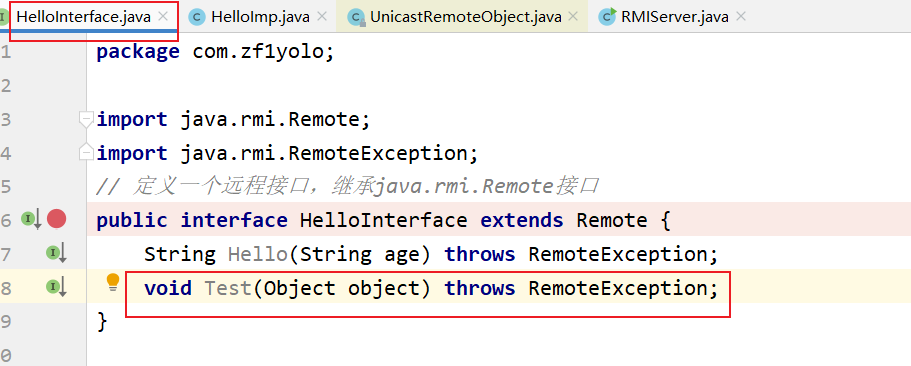 HelloInterface.java × HelloImp.java × UnicastRemoteObject.java × RMIServer.java ×
1 package com.zf1yolo;
2
3 import java.rmi.Remote;
4 import java.rmi.RemoteException;
5 // 定义一个远程接口，继承java.rmi.Remote接口
6 public interface HelloInterface extends Remote {
7 String Hello(String age) throws RemoteException;
8 void Test(Object object) throws RemoteException;
9 }
0